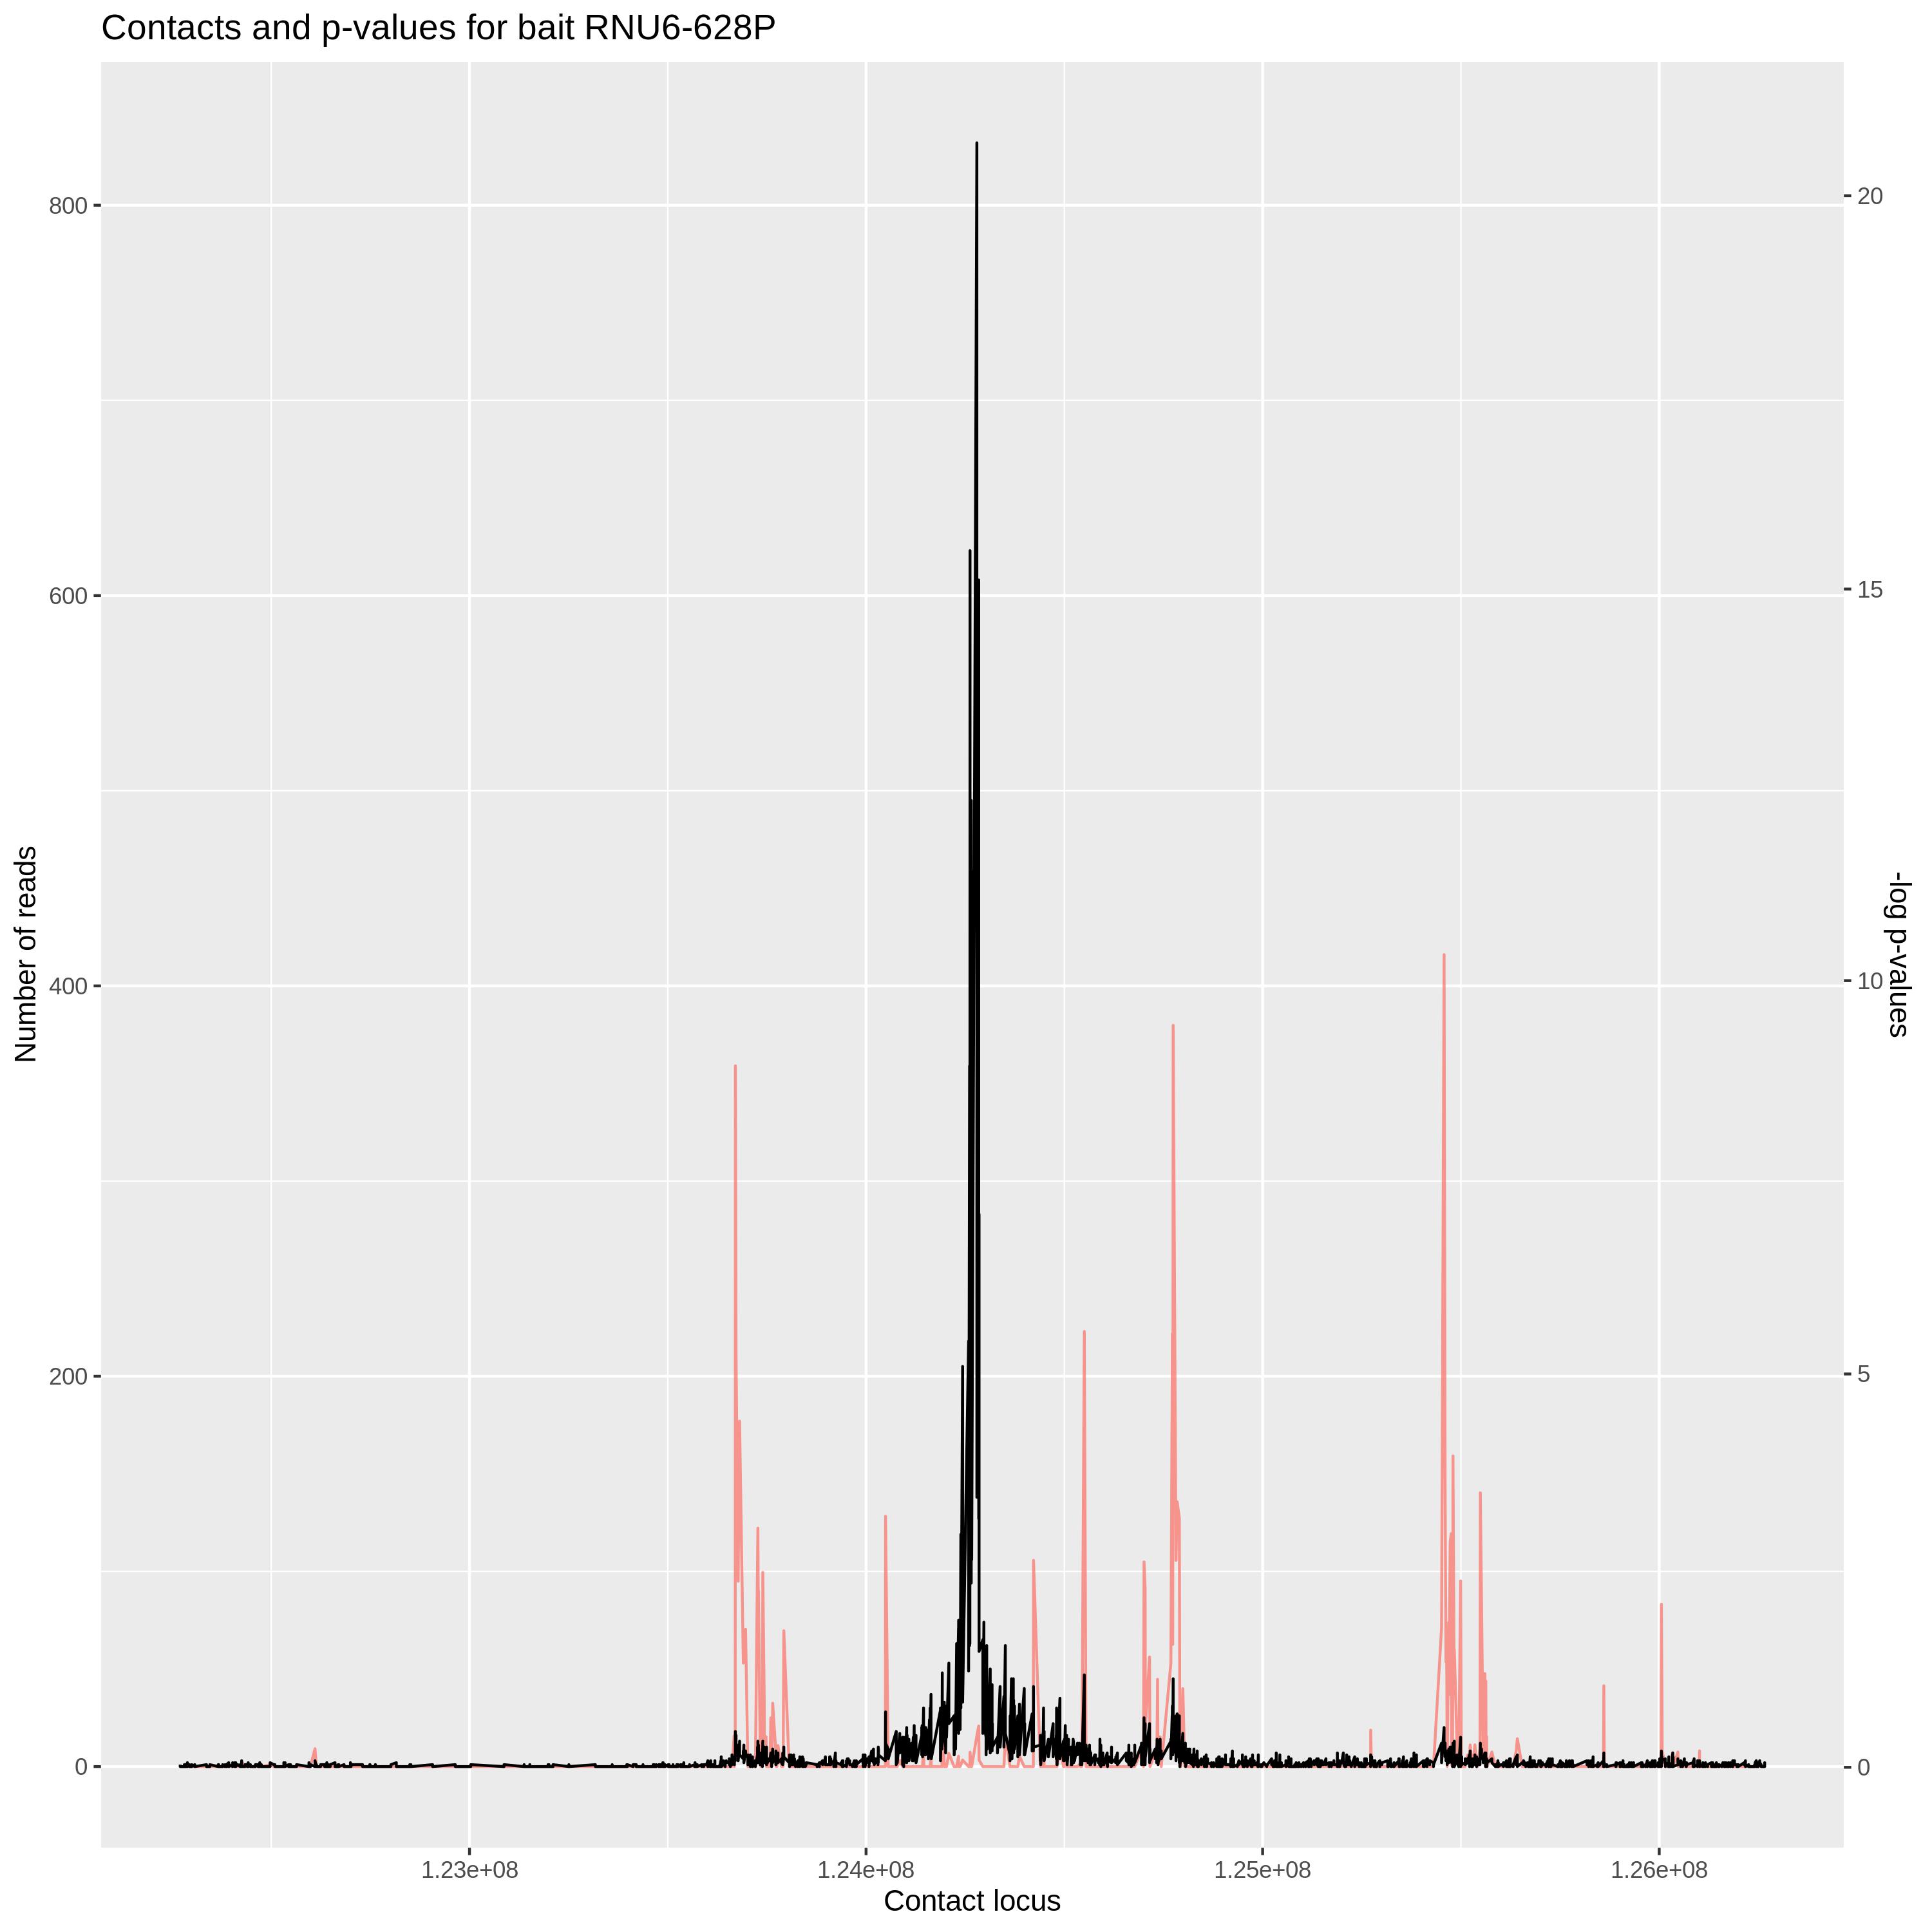 Contacts and p-values for bait RNU6-628P
800
600
400
200
0
Number of reads
20
15
10
5
0
-log p-values
1.23e+08
1.24e+08
1.25e+08
1.26e+08
Contact locus